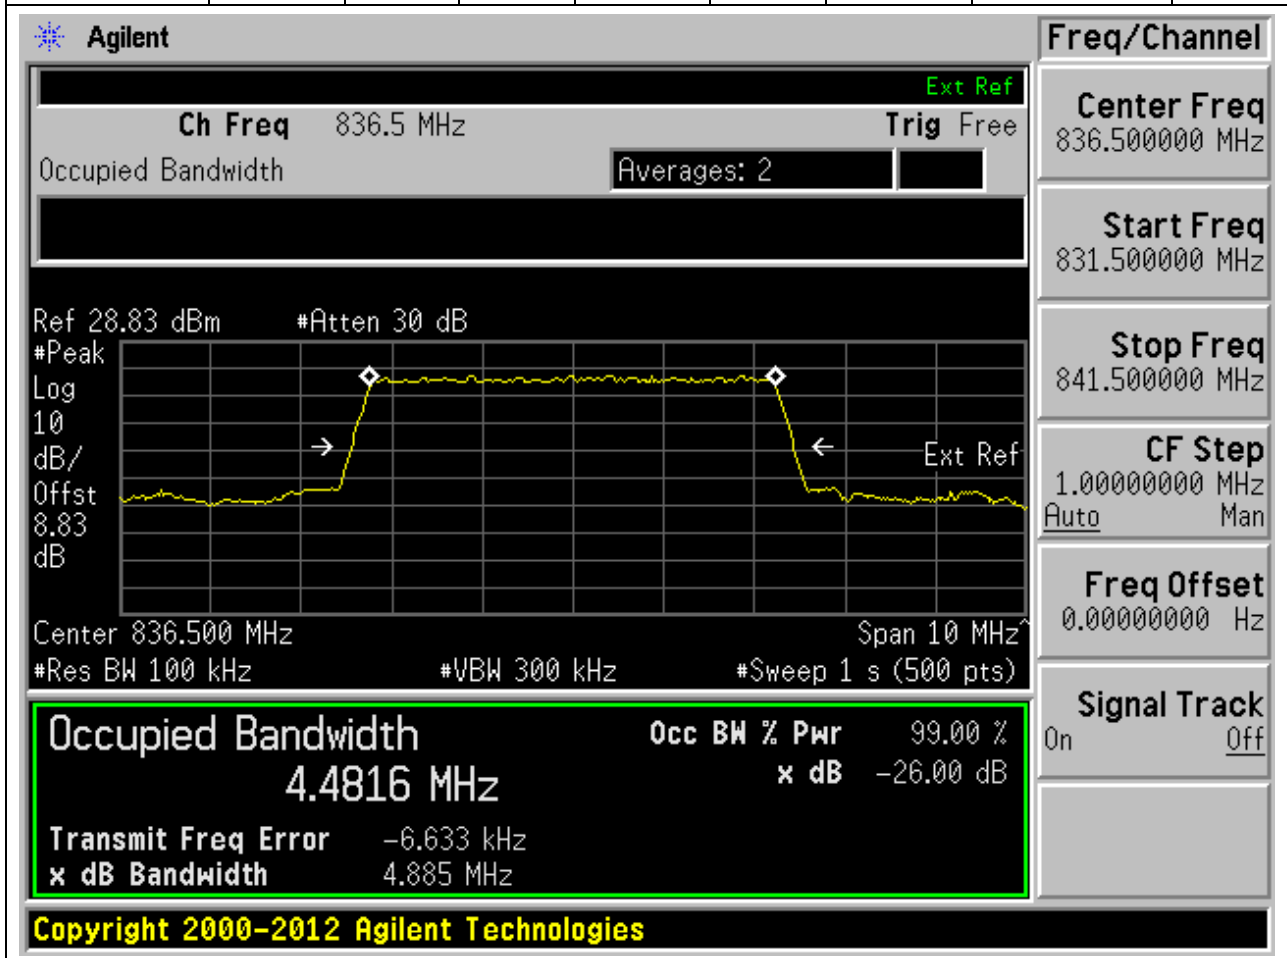 Agilent
Freq/Channel
Ext Ref
Ch Freq 836.5 MHz Trig Free
Occupied Bandwidth Averages: 2
Center Freq
836.500000 MHz
Start Freq
831.500000 MHz
Stop Freq
841.500000 MHz
CF Step
1.00000000 MHz
Auto Man
Freq Offset
0.00000000 Hz
Signal Track
On Off
Ref 28.83 dBm #Atten 30 dB
#Peak
Log
10
dB/
Offst
8.83
dB
Ext Ref
Center 836.500 MHz Span 10 MHz^
#Res BW 100 kHz #VBW 300 kHz #Sweep 1 s (500 pts)
Occupied Bandwidth Occ BW % Pwr 99.00 %
4.4816 MHz x dB -26.00 dB
Transmit Freq Error -6.633 kHz
x dB Bandwidth 4.885 MHz
Copyright 2000-2012 Agilent Technologies